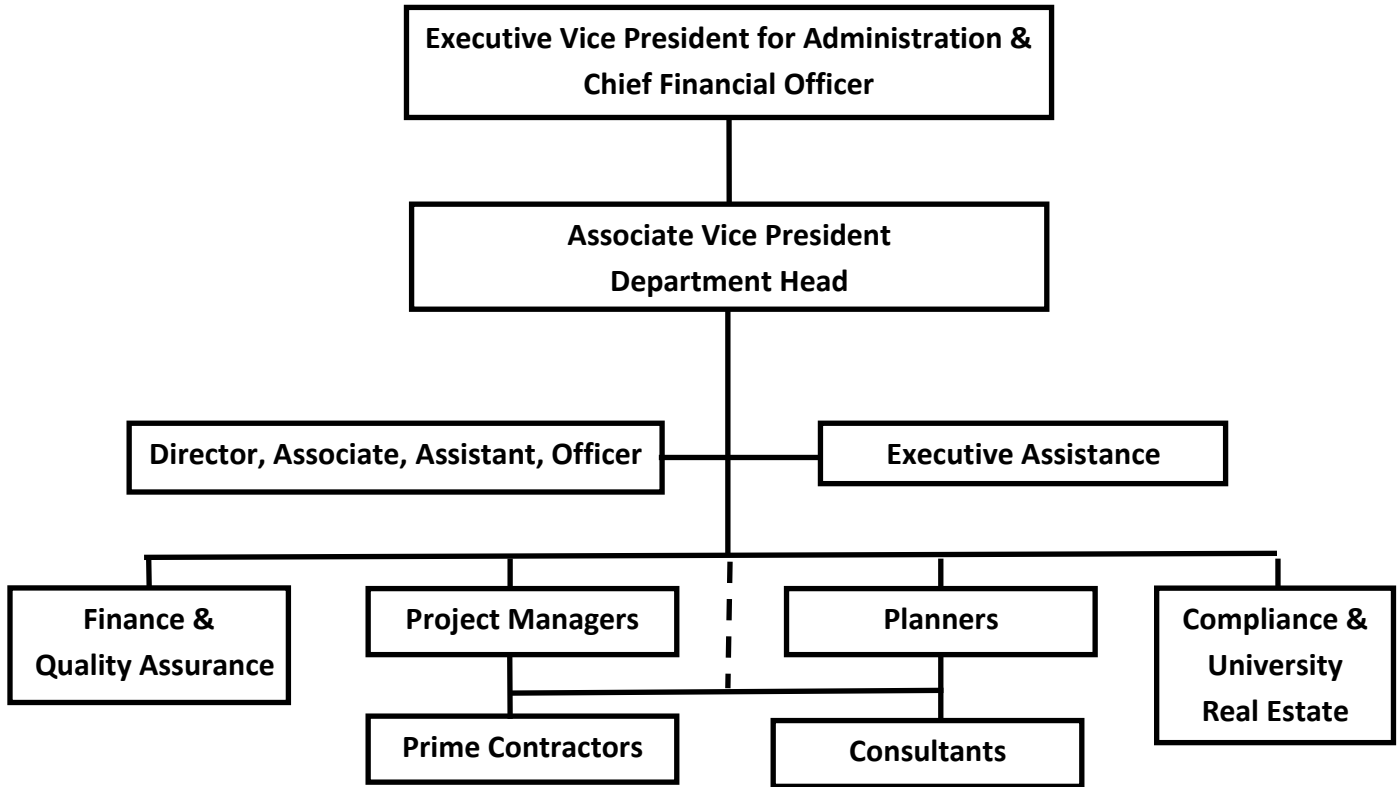 Executive Vice President for Administration &
Chief Financial Officer
Associate Vice President
Department Head
Director, Associate, Assistant, Officer
Executive Assistance
Finance &
Quality Assurance
Project Managers
Planners
Compliance &
University
Real Estate
Prime Contractors
Consultants